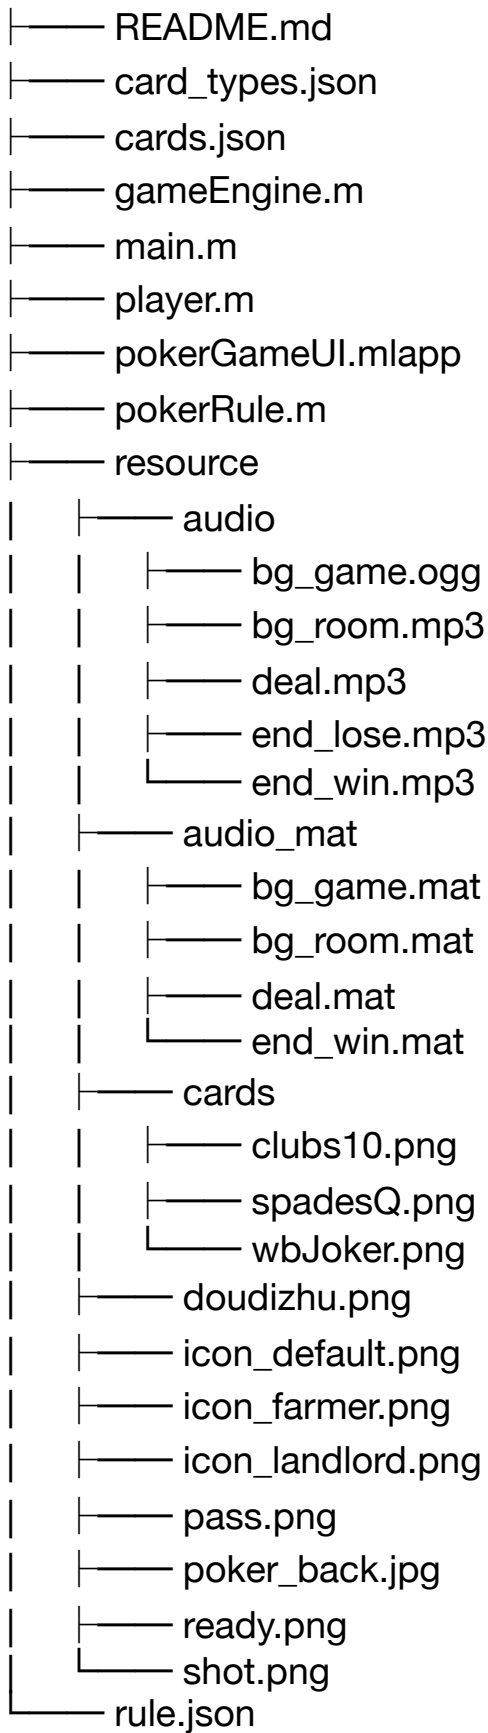 ├── README.md
├── card_types.json
├── cards.json
├── gameEngine.m
├── main.m
├── player.m
├── pokerGameUI.mlapp
├── pokerRule.m
├── resource
│   ├── audio
│   │   ├── bg_game.ogg
│   │   ├── bg_room.mp3
│   │   ├── deal.mp3
│   │   ├── end_lose.mp3
│   │   └── end_win.mp3
│   ├── audio_mat
│   │   ├── bg_game.mat
│   │   ├── bg_room.mat
│   │   ├── deal.mat
│   │   └── end_win.mat
│   ├── cards
│   │   ├── clubs10.png
│   │   ├── spadesQ.png
│   │   └── wbJoker.png
│   ├── doudizhu.png
│   ├── icon_default.png
│   ├── icon_farmer.png
│   ├── icon_landlord.png
│   ├── pass.png
│   ├── poker_back.jpg
│   ├── ready.png
│   └── shot.png
└── rule.json